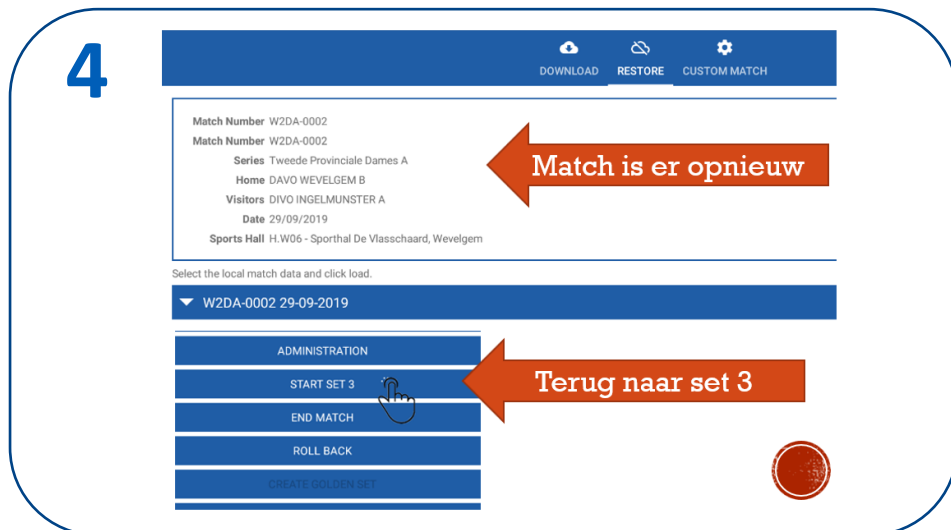 4
DOWNLOAD RESTORE CUSTOM MATCH
Match Number W2DA-0002
Match Number W2DA-0002
Series Tweede Provinciale Dames A
Home DAVO WEVELGEM B
Visitors DIVO INGELMUNSTER A
Date 29/09/2019
Sports Hall H.W06 - Sporthal De Vlasschaard, Wevelgem
Match is er opnieuw
Select the local match data and click load.
W2DA-0002 29-09-2019
ADMINISTRATION
START SET 3
Terug naar set 3
END MATCH
ROLL BACK
CREATE GOLDEN SET